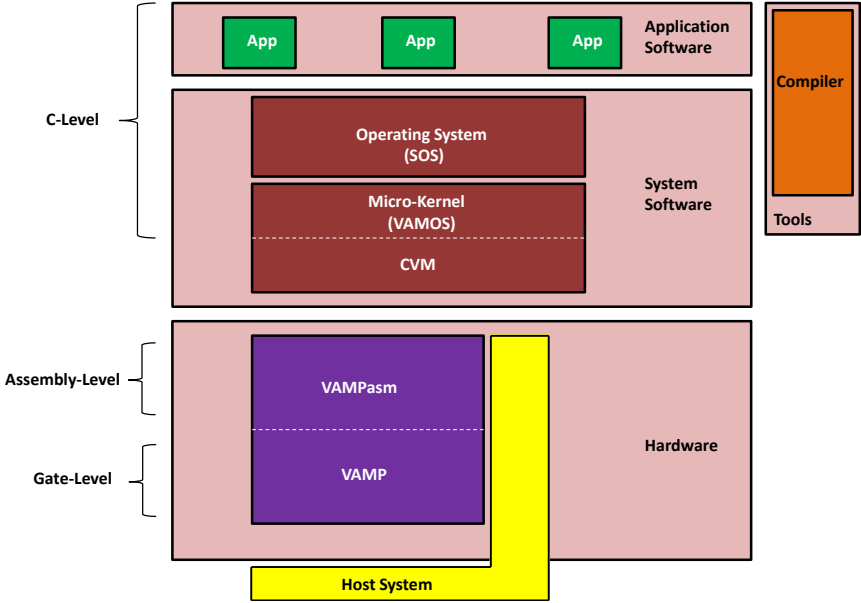 App
App
App
Application
Software
Compiler
Tools
C-Level
Operating System
(SOS)
Micro-Kernel
(VAMOS)
CVM
System
Software
Assembly-Level
VAMPasm
Gate-Level
VAMP
Hardware
Host System